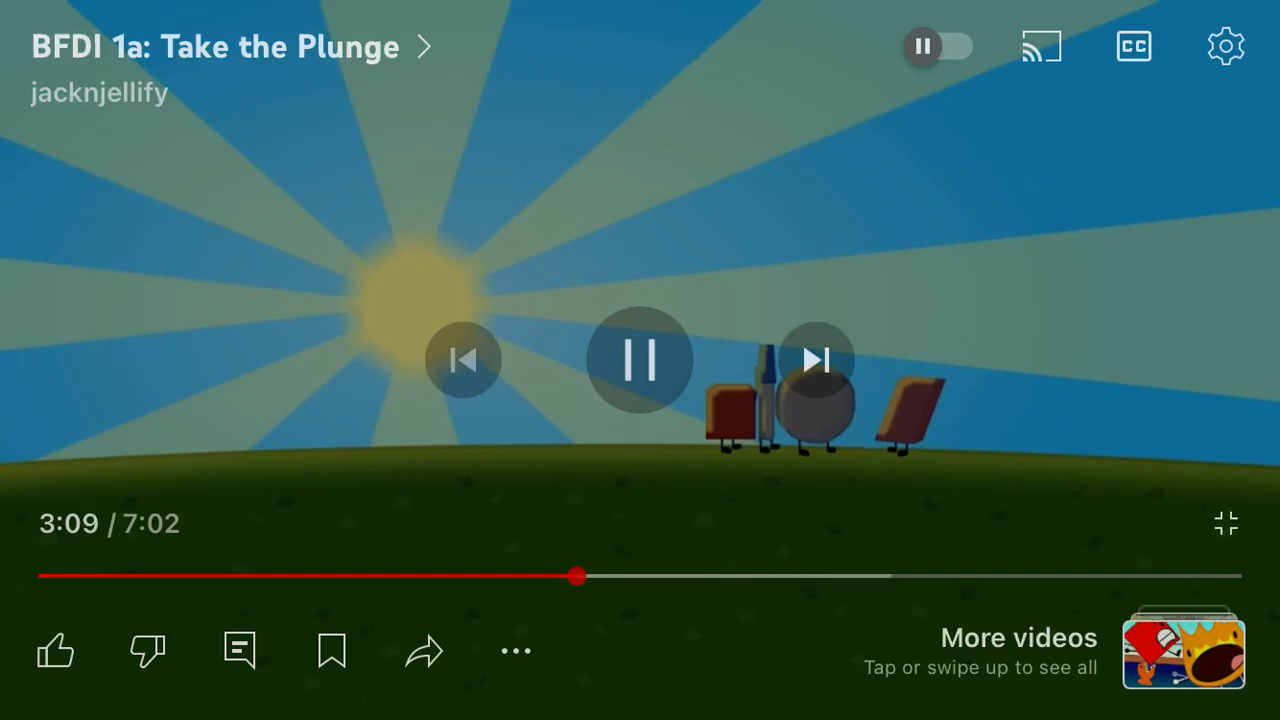 BFDI 1a: Take the Plunge
jacknjellify
CC
3:09 / 7:02
More videos
Tap or swipe up to see all